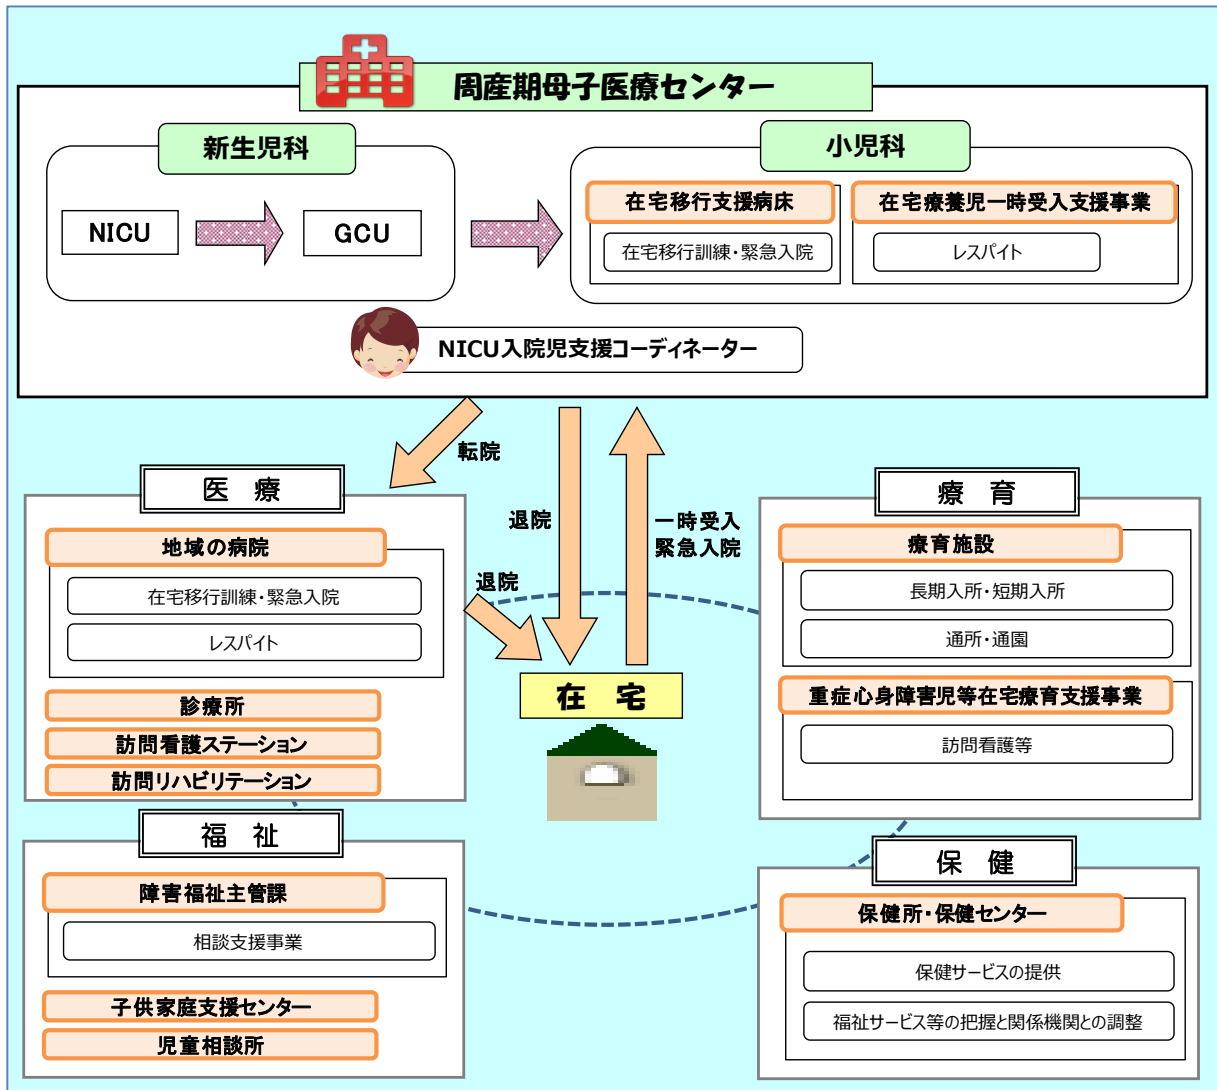 周産期母子医療センター
新生児科
小児科
NICU
GCU
在宅移行支援病床
在宅移行訓練・緊急入院
在宅療養児一時受入支援事業
レスパイト
NICU入院児支援コーディネーター
転院
退院
一時受入
緊急入院
退院
医 療
地域の病院
在宅移行訓練・緊急入院
レスパイト
診療所
訪問看護ステーション
訪問リハビリテーション
在 宅
療 育
療育施設
長期入所・短期入所
通所・通園
重症心身障害児等在宅療育支援事業
訪問看護等
福 祉
障害福祉主管課
相談支援事業
子供家庭支援センター
児童相談所
保 健
保健所・保健センター
保健サービスの提供
福祉サービス等の把握と関係機関との調整